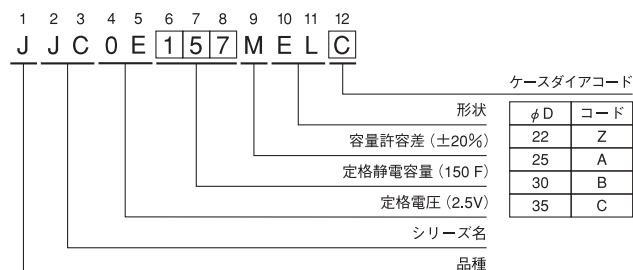 1 2 3 4 5 6 7 8 9 10 11 12
J J C 0 E 1 5 7 M E L C
ケースダイアコード
形状
容量許容差 (±20%)
定格静電容量 (150 F)
定格電圧 (2.5V)
シリーズ名
品種
φD コード
22 Z
25 A
30 B
35 C